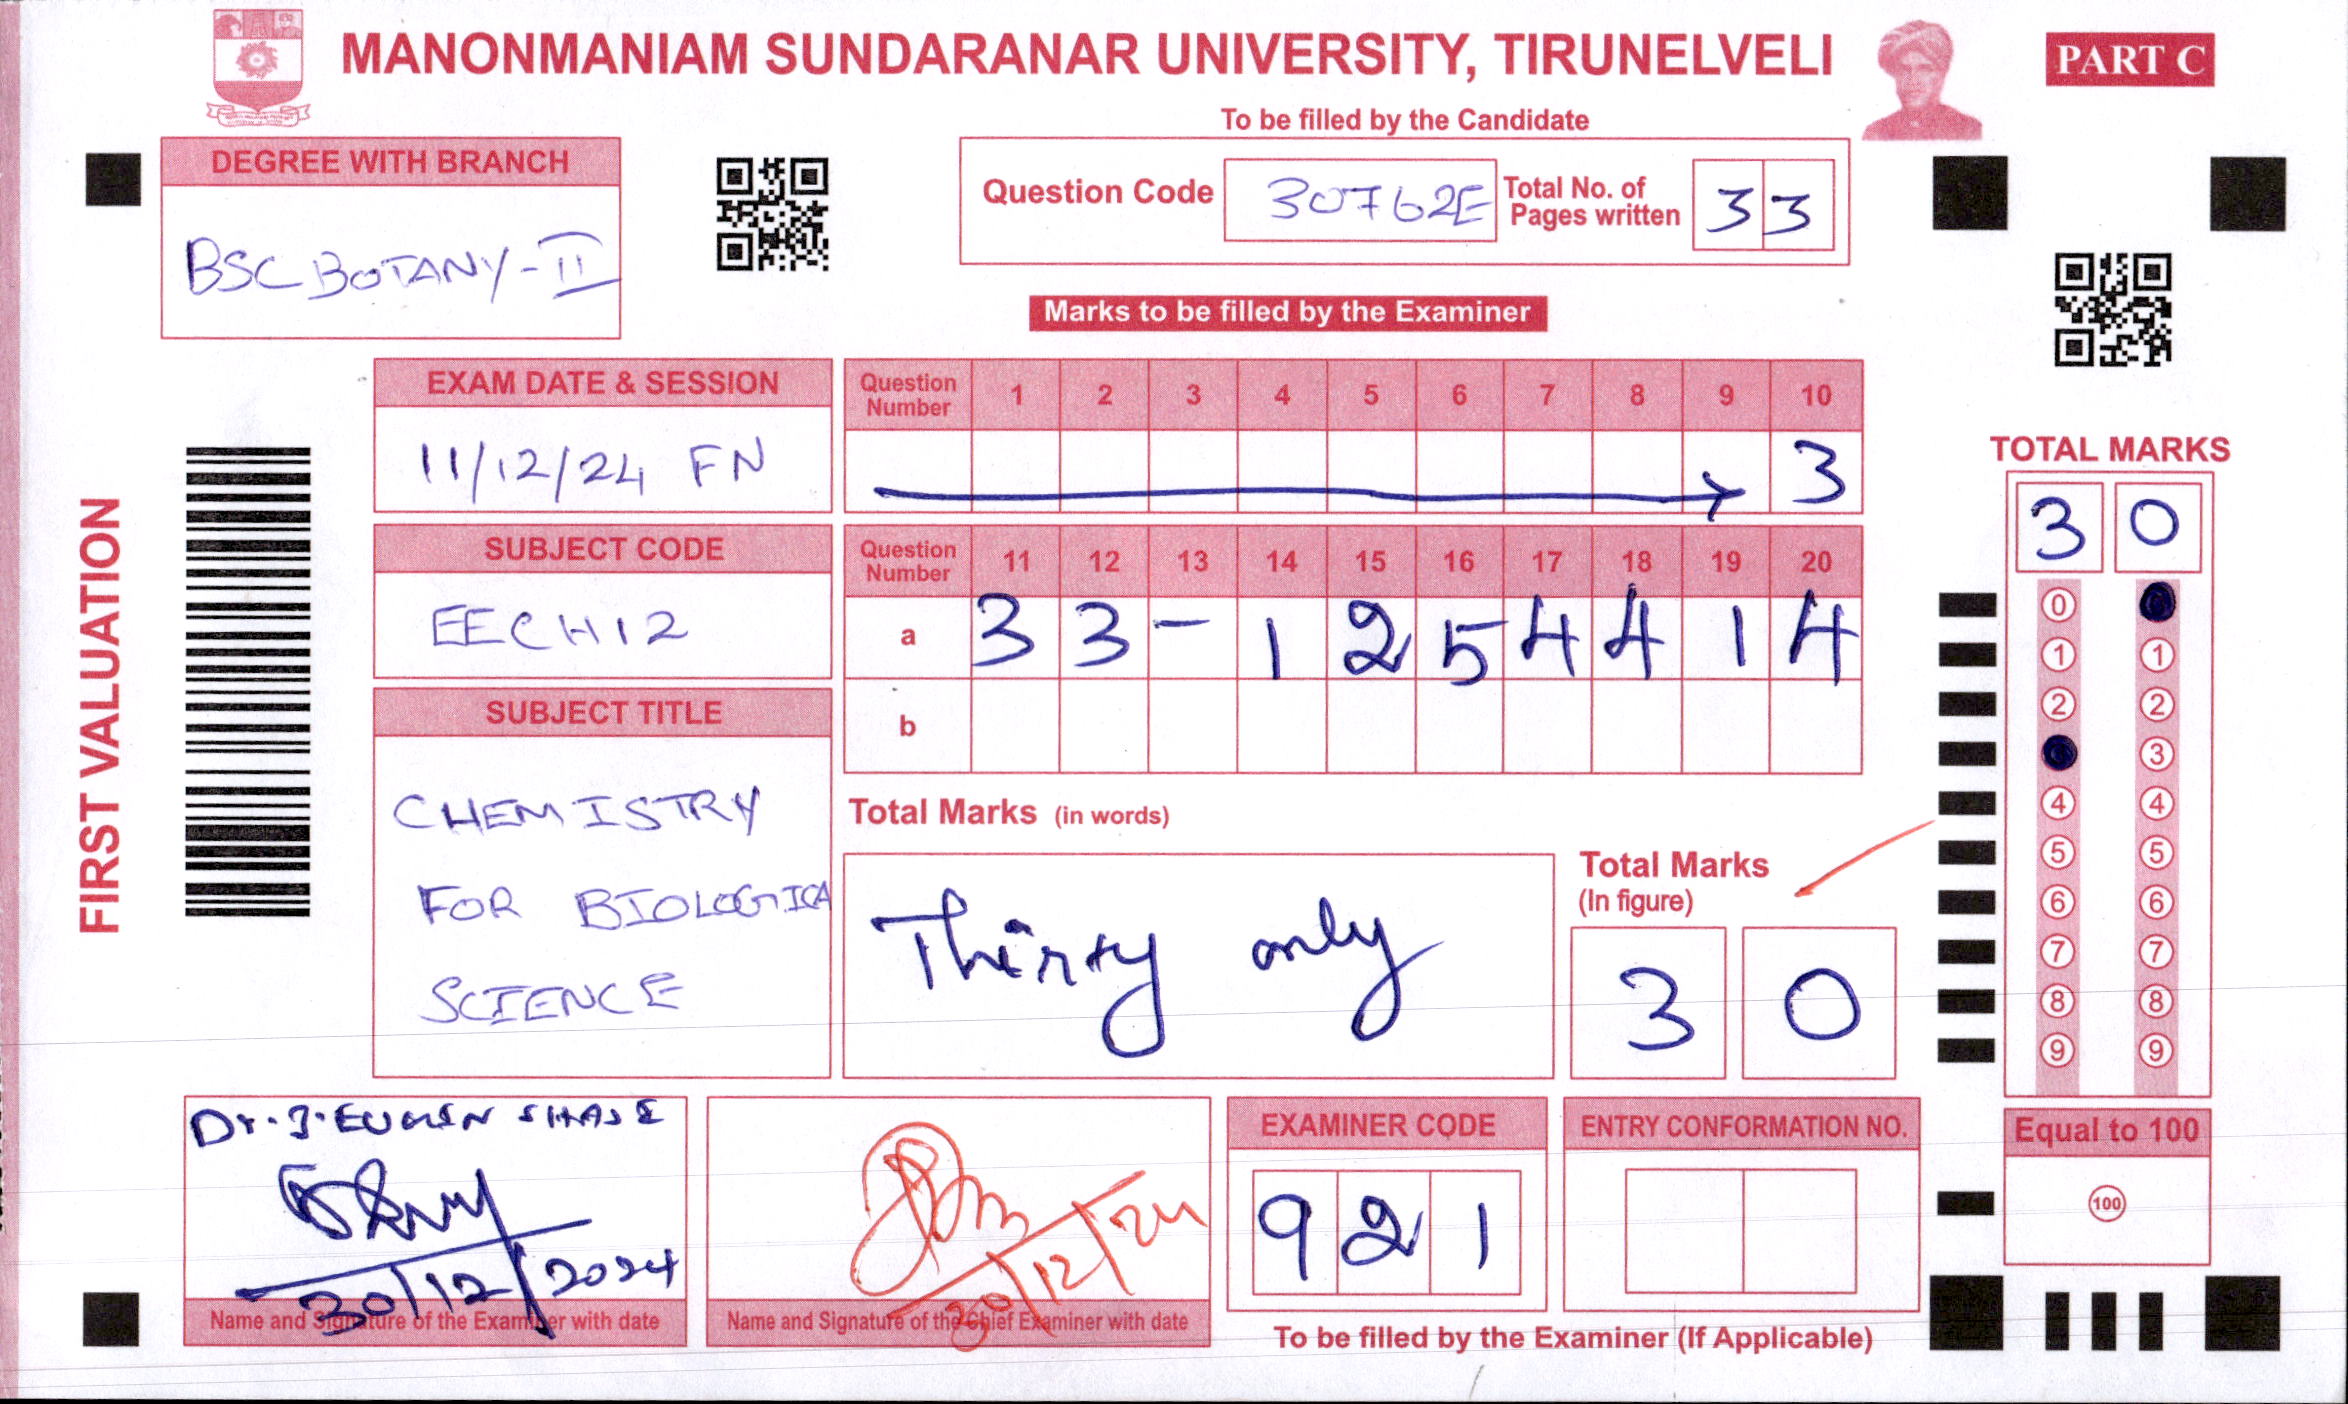 MANONMANIAM SUNDARANAR UNIVERSITY, TIRUNELVELI
PART C
To be filled by the Candidate
DEGREE WITH BRANCH
BSC BOTANY - II
Question Code 30762E Total No. of Pages written 33
Marks to be filled by the Examiner
EXAM DATE & SESSION
11/12/24 FN
Question Number 1 2 3 4 5 6 7 8 9 10
3
SUBJECT CODE
EECH12
Question Number 11 12 13 14 15 16 17 18 19 20
a 3 3 - 1 2 5 4 4 1 4
b
SUBJECT TITLE
CHEMISTRY
FOR BIOLOGICA
SCIENCE
Total Marks (in words)
Thirty only
Total Marks
(In figure)
3 0
FIRST VALUATION
TOTAL MARKS
3 0
0
1 1
2 2
3
4 4
5 5
6 6
7 7
8 8
9 9
Equal to 100
100
Dr. J. EUGLIN SHAJI
30/12/2024
Name and Signature of the Examiner with date
30/12/24
Name and Signature of the Chief Examiner with date
EXAMINER CODE
9 2 1
ENTRY CONFORMATION NO.
To be filled by the Examiner (If Applicable)